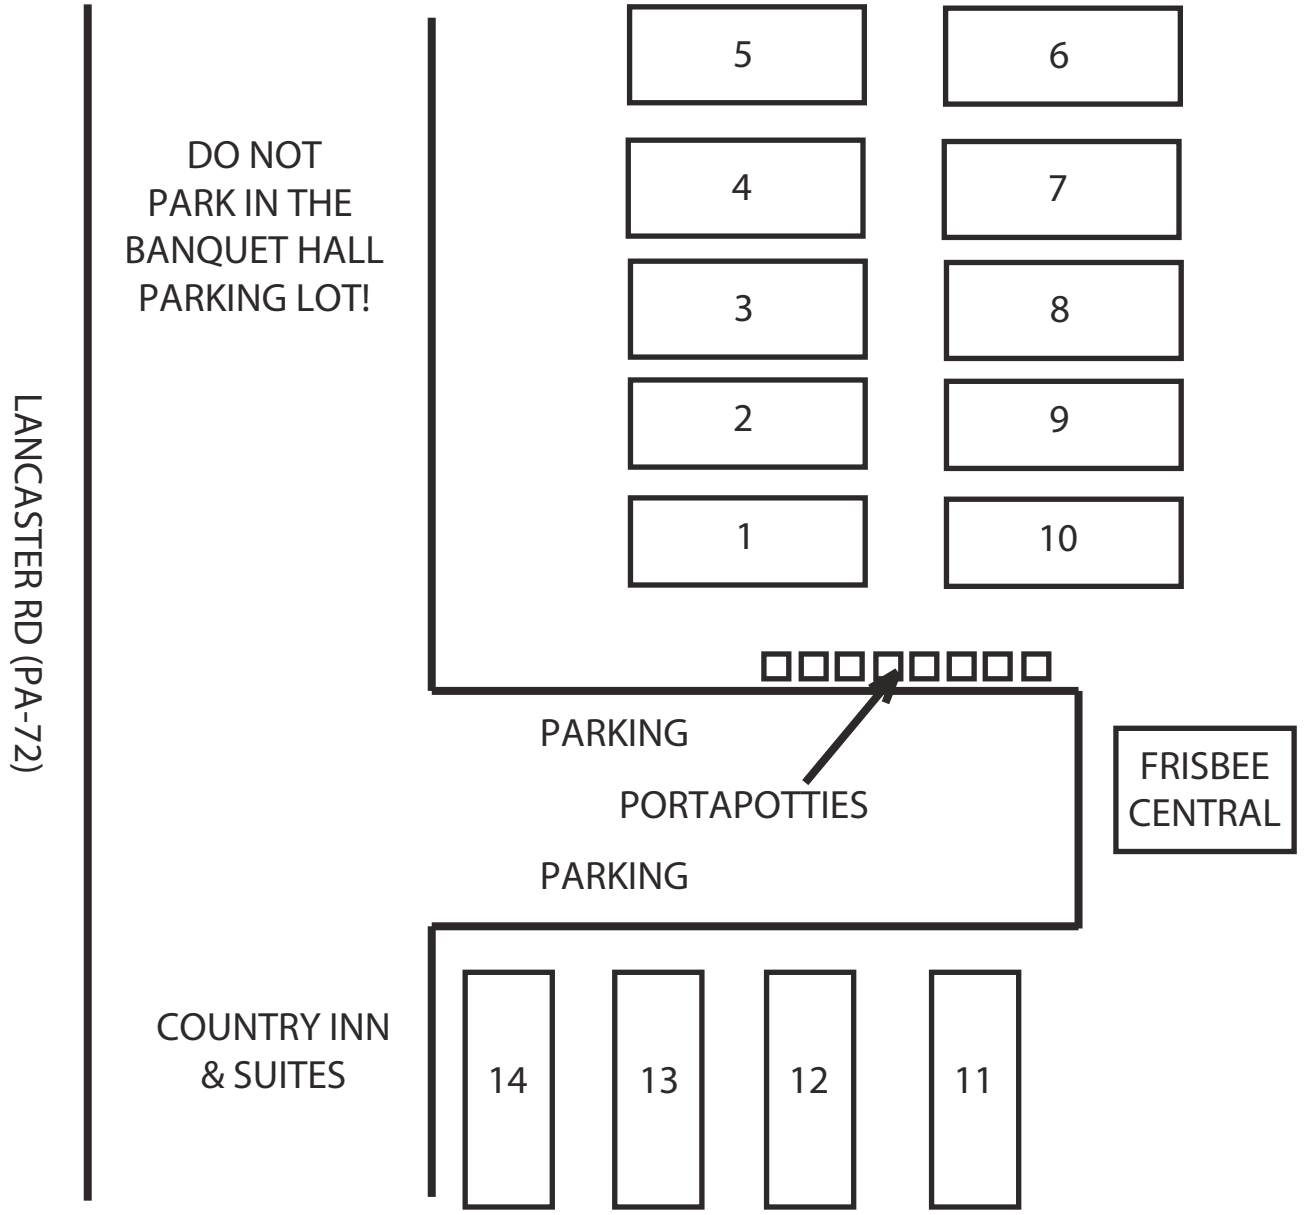 5
6
DO NOT
PARK IN THE
BANQUET HALL
PARKING LOT!
4
7
3
8
2
9
1
10
LANCASTER RD (PA-72)
PARKING
PORTAPOTTIES
PARKING
FRISBEE
CENTRAL
COUNTRY INN
& SUITES
14
13
12
11